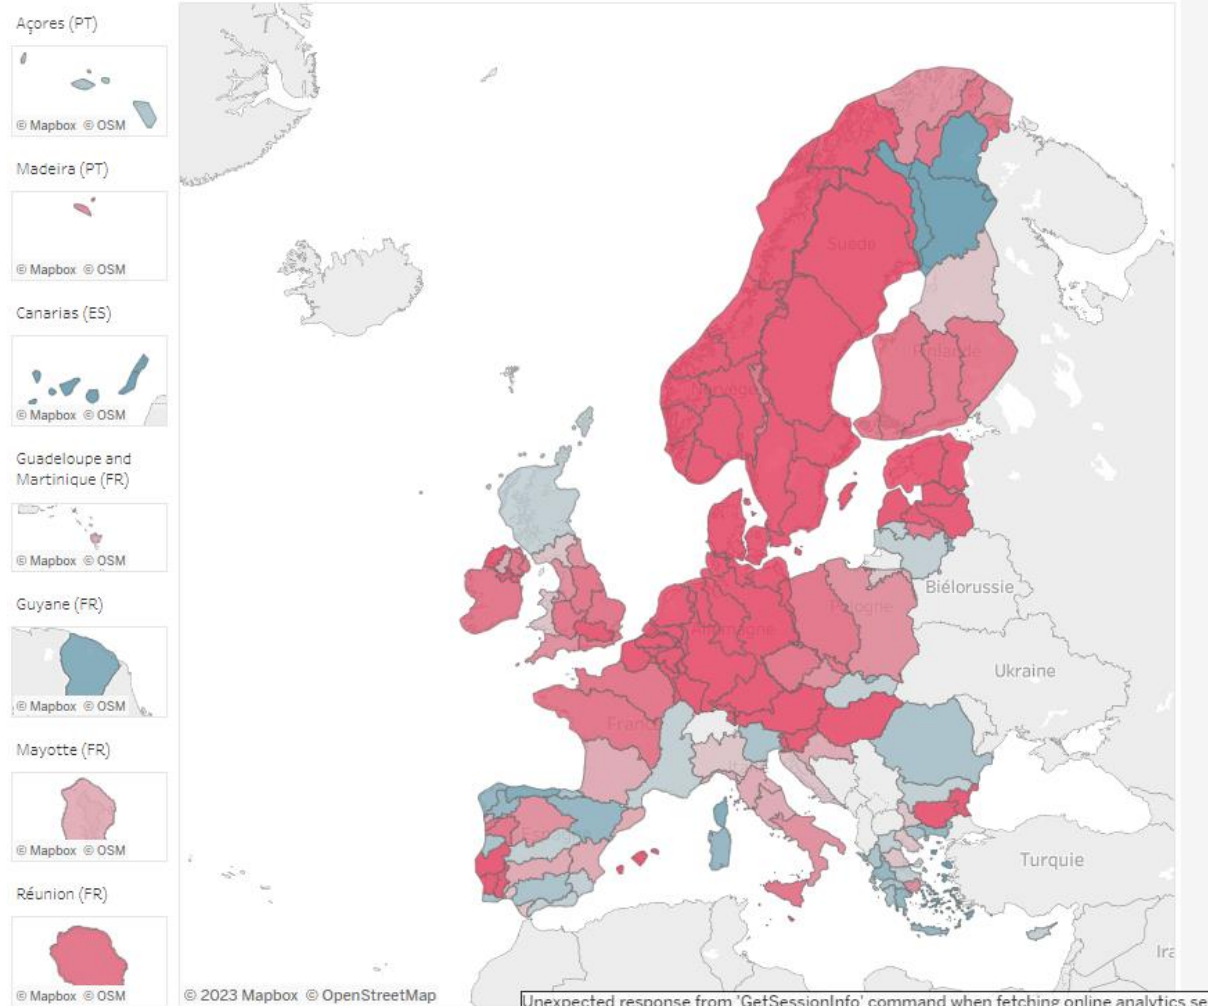 Açores (PT)
© Mapbox © OSM
Madeira (PT)
© Mapbox © OSM
Canarias (ES)
© Mapbox © OSM
Guadeloupe and
Martinique (FR)
© Mapbox © OSM
Guyane (FR)
© Mapbox © OSM
Mayotte (FR)
© Mapbox © OSM
Réunion (FR)
© Mapbox © OSM
Suède
Finlande
Norvège
Biélorussie
Pologne
Allemagne
Ukraine
France
Turquie
© 2023 Mapbox © OpenStreetMap
Unexpected response from 'GetSessionInfo' command when fetching online analytics se